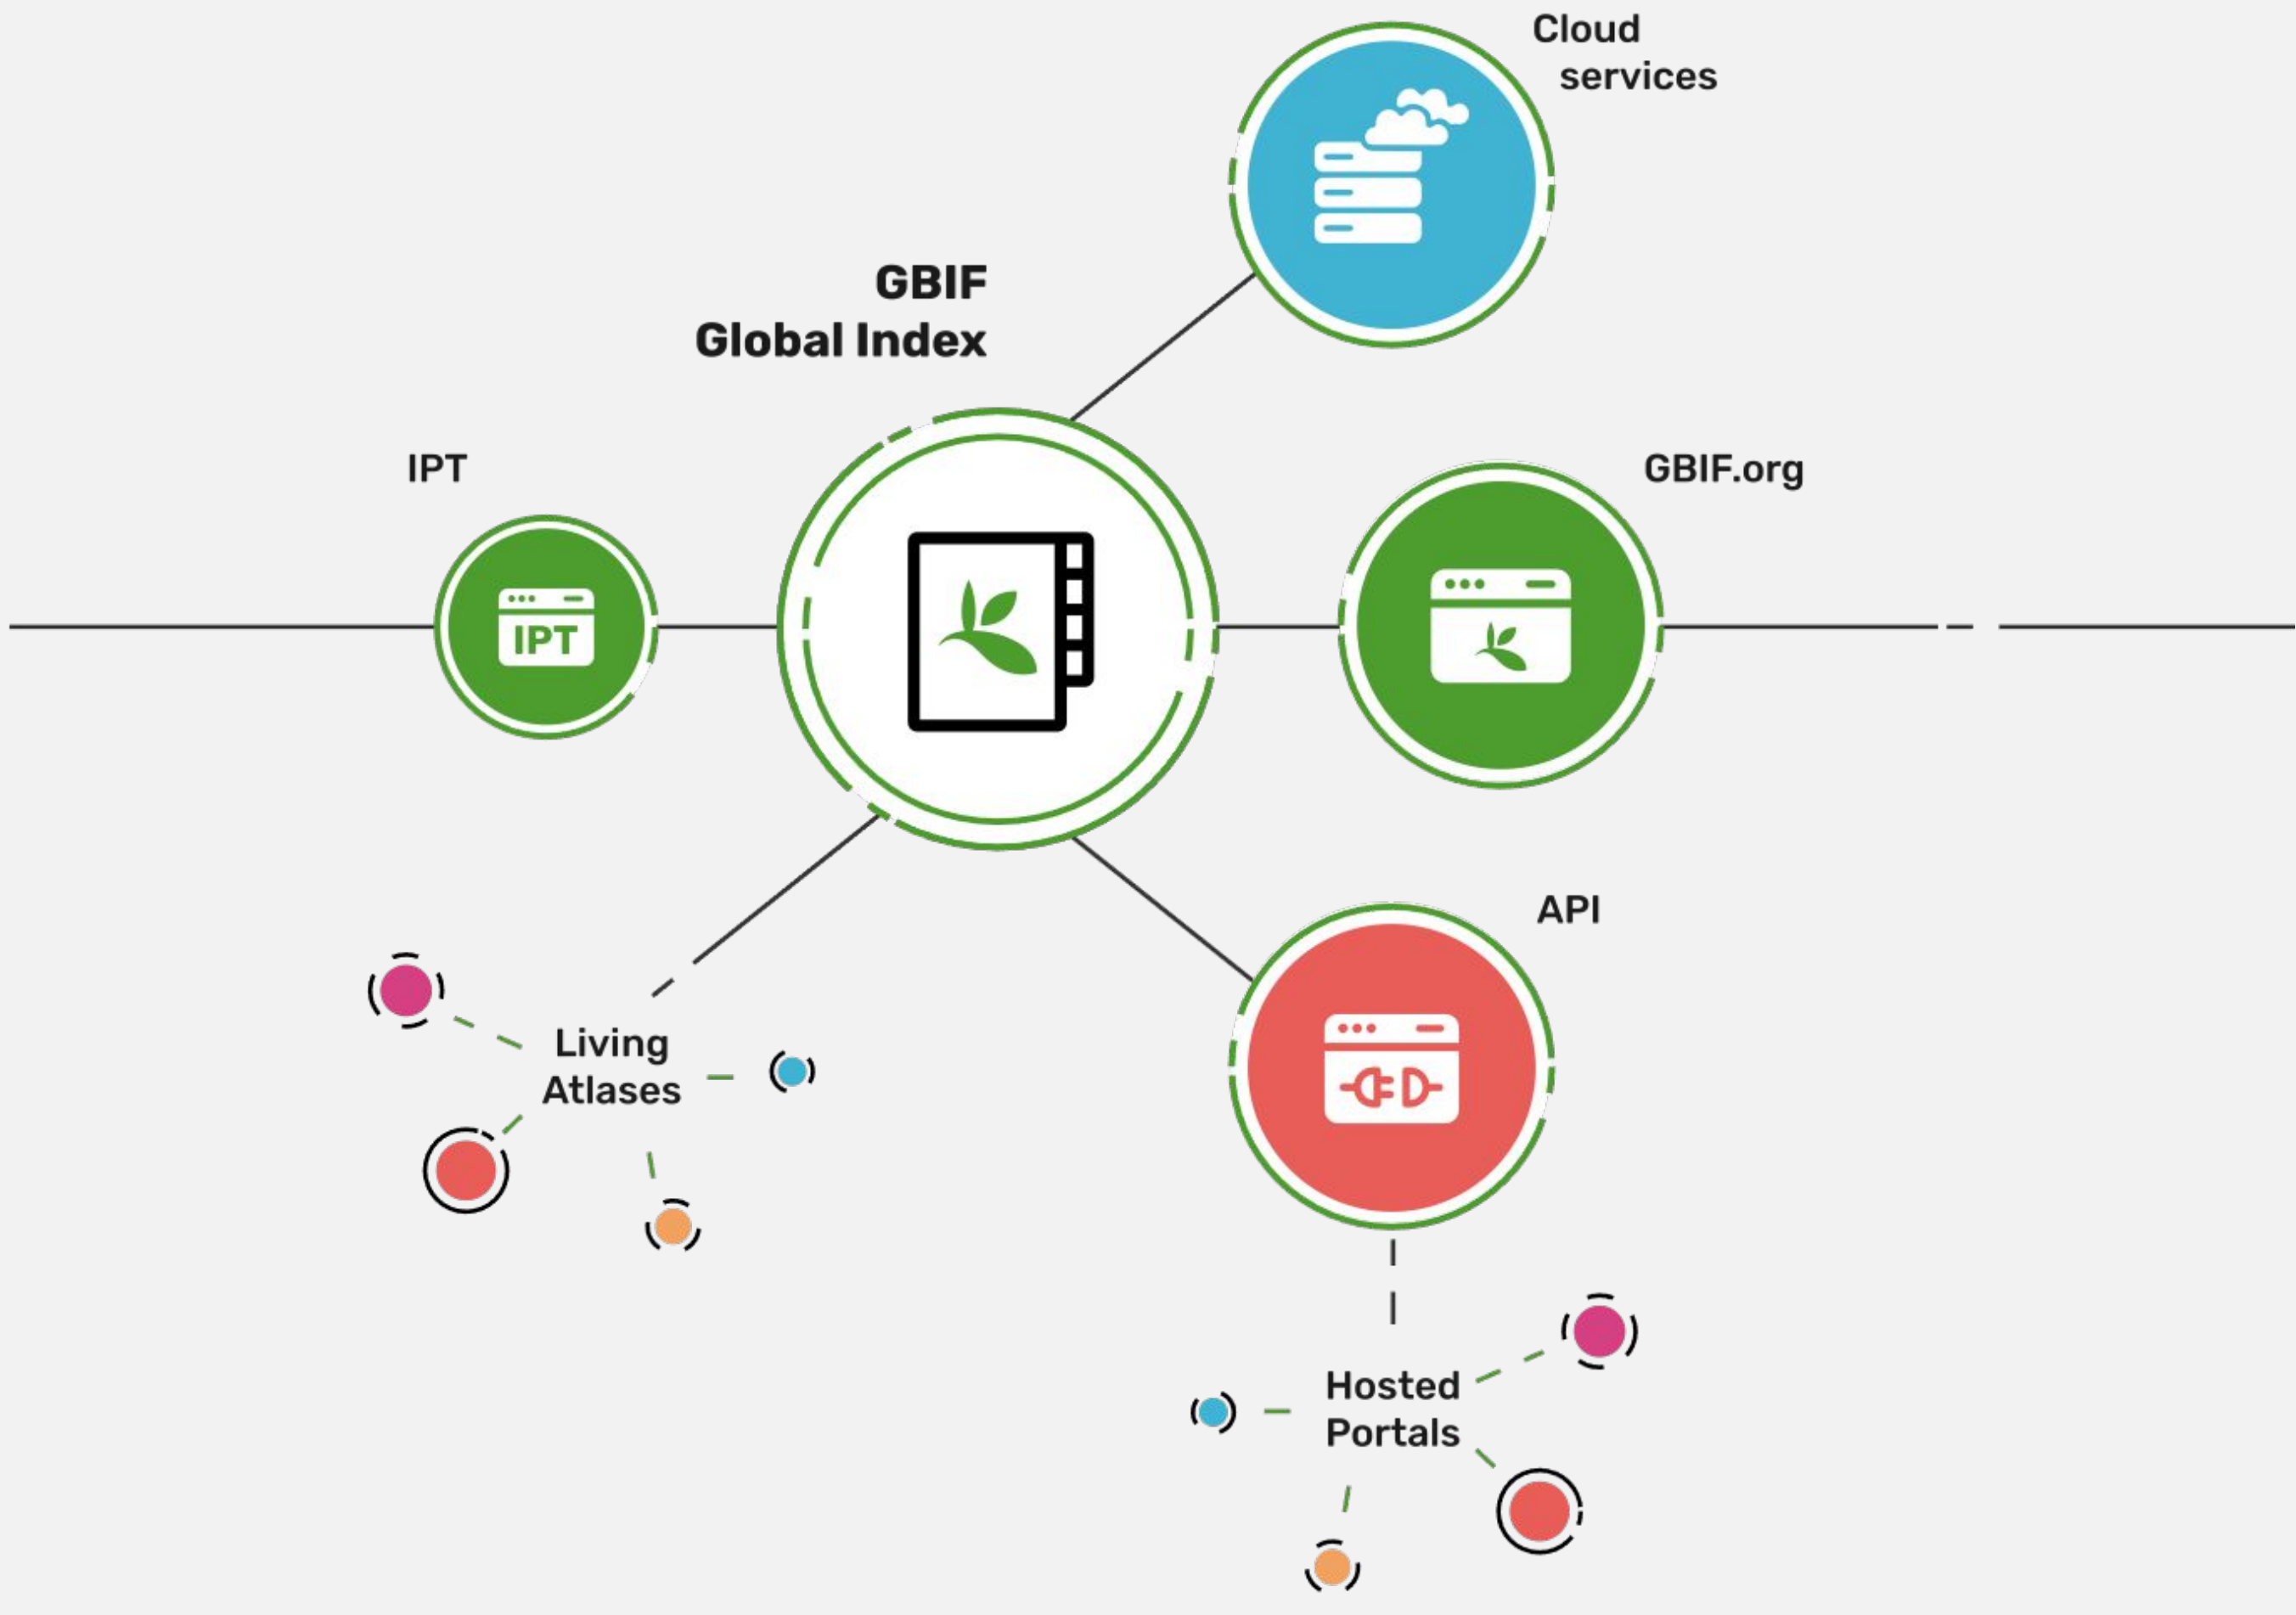 Cloud
services
GBIF
Global Index
IPT
GBIF.org
IPT
API
Living
Atlases
Hosted
Portals